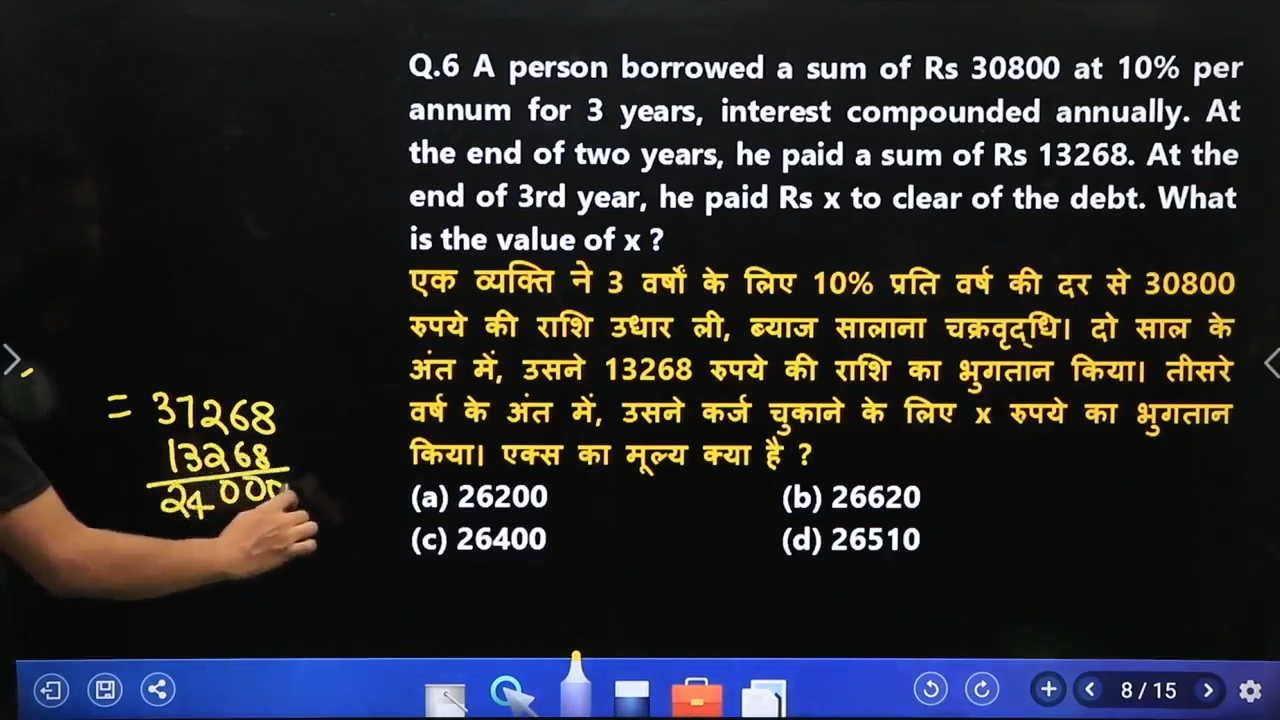 Q.6 A person borrowed a sum of Rs 30800 at 10% per
annum for 3 years, interest compounded annually. At
the end of two years, he paid a sum of Rs 13268. At the
end of 3rd year, he paid Rs x to clear of the debt. What
is the value of x ?
एक व्यक्ति ने 3 वर्षों के लिए 10% प्रति वर्ष की दर से 30800
रुपये की राशि उधार ली, ब्याज सालाना चक्रवृद्धि। दो साल के
अंत में, उसने 13268 रुपये की राशि का भुगतान किया। तीसरे
वर्ष के अंत में, उसने कर्ज चुकाने के लिए x रुपये का भुगतान
किया। एक्स का मूल्य क्या है ?
(a) 26200 (b) 26620
(c) 26400 (d) 26510
= 37268
13268
24000
8 / 15